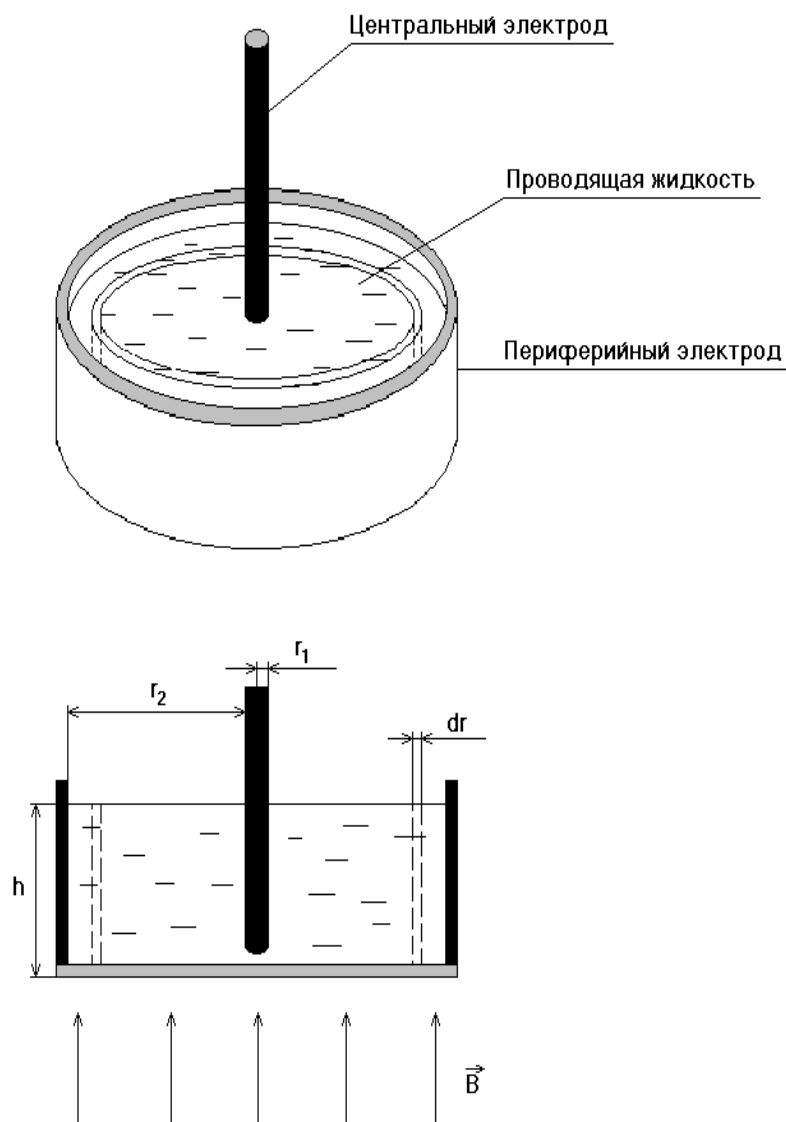 Центральный электрод
Проводящая жидкость
Периферийный электрод
r₁
r₂
dr
h
B